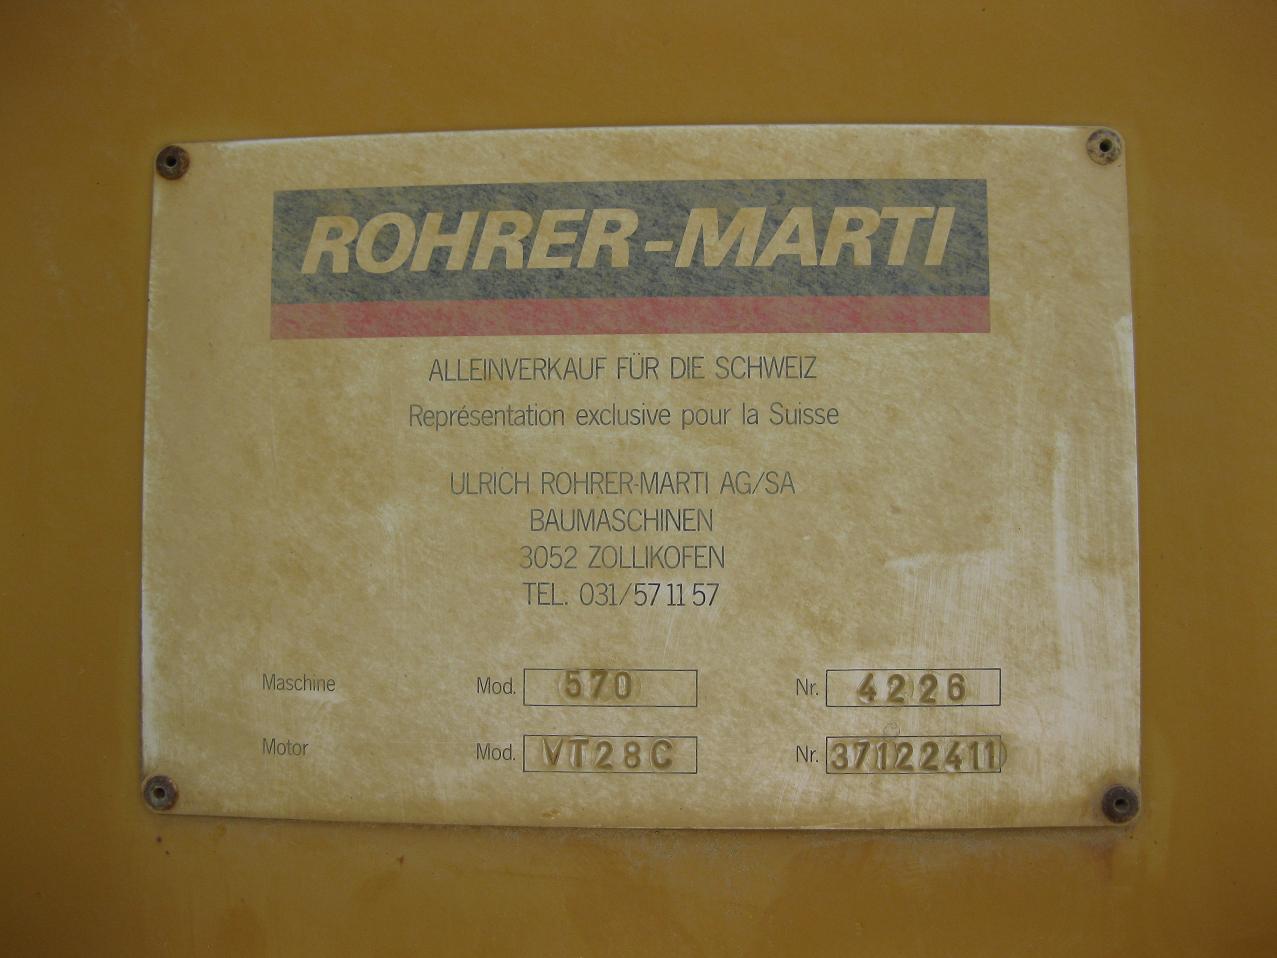 ROHRER-MARTI
ALLEINVERKAUF FÜR DIE SCHWEIZ
Représentation exclusive pour la Suisse
ULRICH ROHRER-MARTI AG/SA
BAUMASCHINEN
3052 ZOLLIKOFEN
TEL. 031/57 11 57
Maschine Mod. 570 Nr. 4226
Motor Mod. VT28C Nr. 37122411